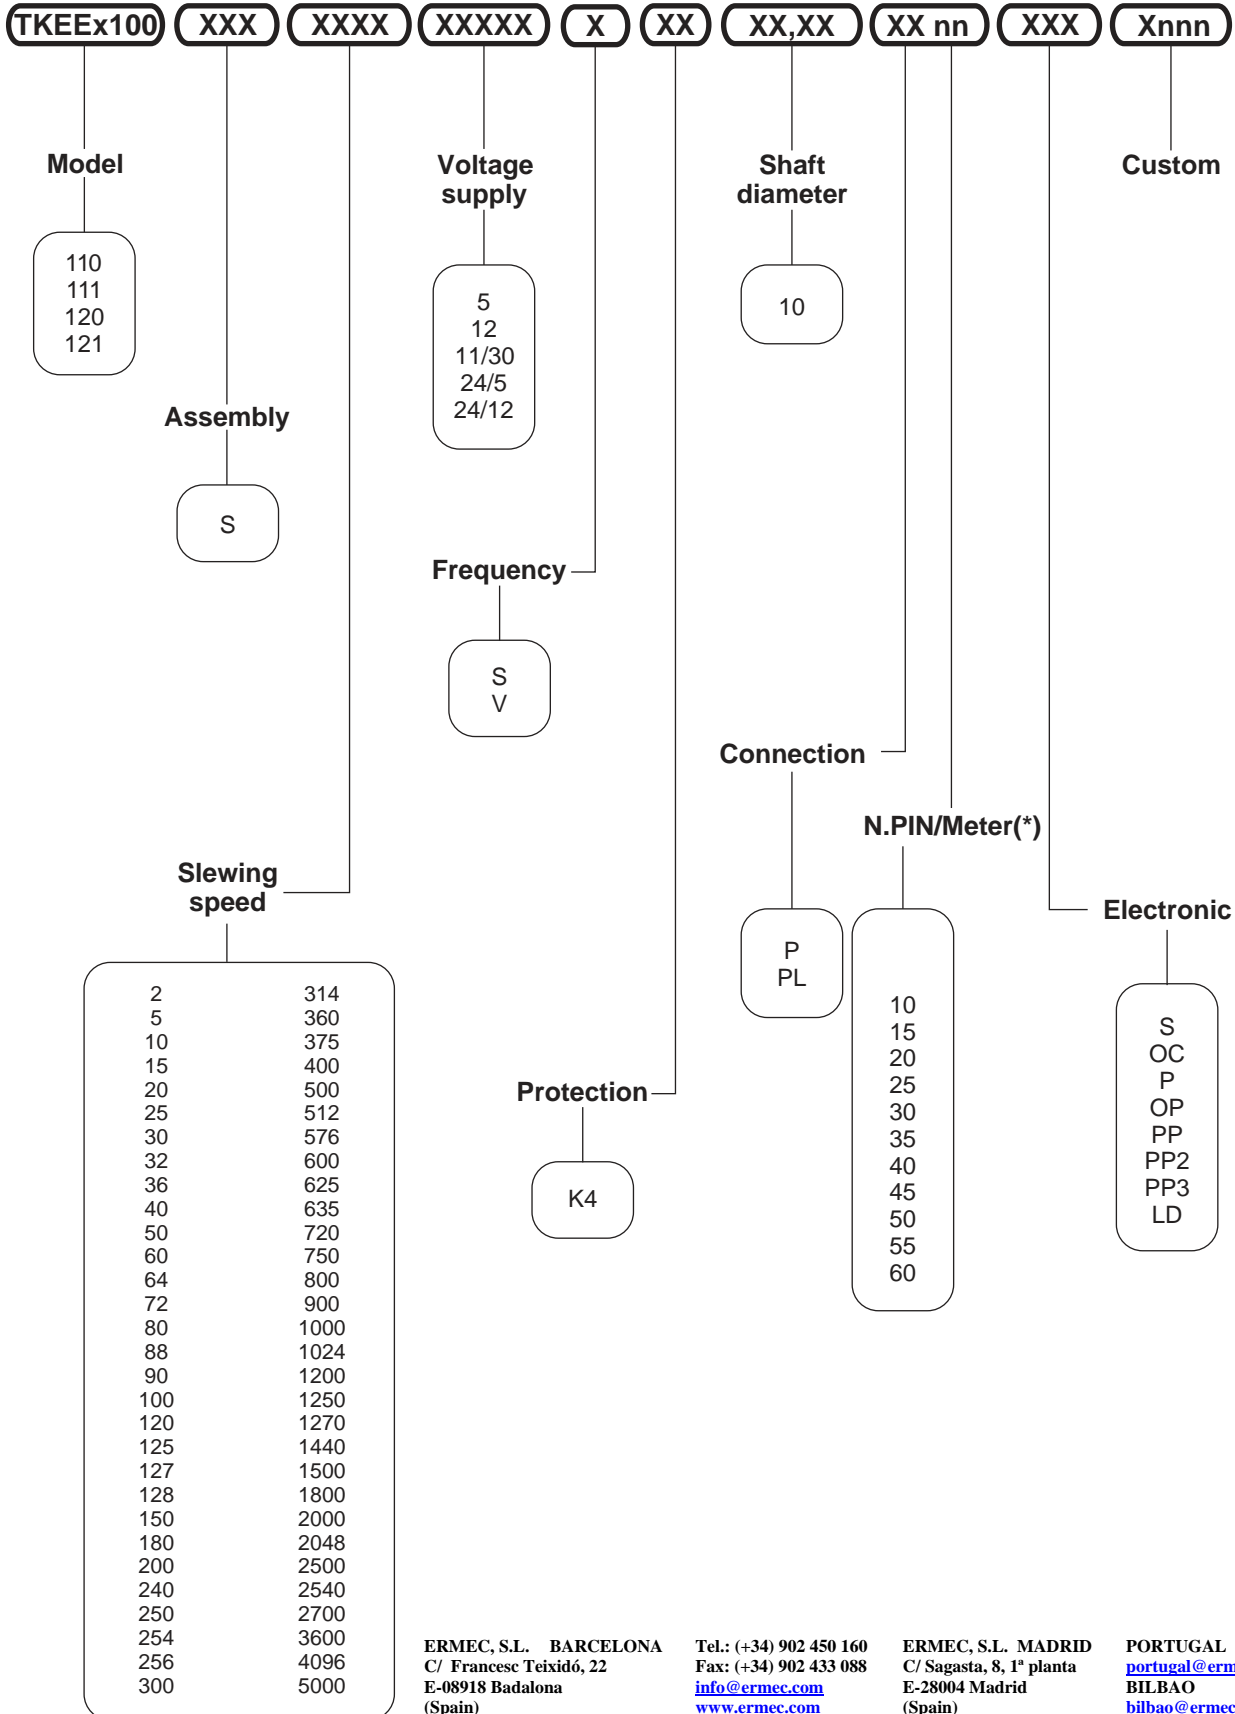 TKEEx100 XXX XXXX XXXXX X XX XX,XX XX nn XXX Xnnn
Model
110
111
120
121
Assembly
S
Voltage
supply
5
12
11/30
24/5
24/12
Shaft
diameter
10
Custom
Frequency
S
V
Connection
P
PL
N.PIN/Meter(*)
10
15
20
25
30
35
40
45
50
55
60
Slewing
speed
2 314
5 360
10 375
15 400
20 500
25 512
30 576
32 600
36 625
40 635
50 720
60 750
64 800
72 900
80 1000
88 1024
90 1200
100 1250
120 1270
125 1440
127 1500
128 1800
150 2000
180 2048
200 2500
240 2540
250 2700
254 3600
256 4096
300 5000
Protection
K4
Electronic
S
OC
P
OP
PP
PP2
PP3
LD
ERMEC, S.L. BARCELONA
C/ Francesc Teixidó, 22
E-08918 Badalona
(Spain)
Tel.: (+34) 902 450 160
Fax: (+34) 902 433 088
info@ermec.com
www.ermec.com
ERMEC, S.L. MADRID
C/ Sagasta, 8, 1ª planta
E-28004 Madrid
(Spain)
PORTUGAL
portugal@erm
BILBAO
bilbao@ermec